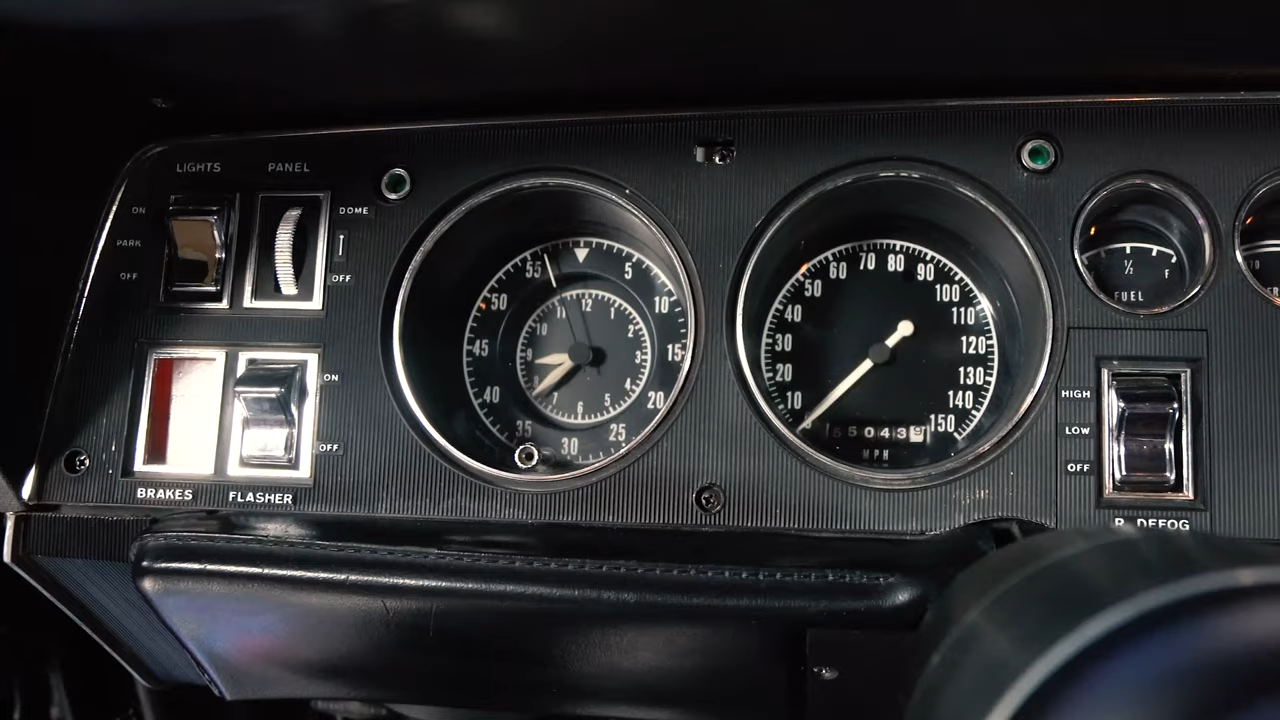 LIGHTS
PANEL
ON
PARK
OFF
DOME
OFF
BRAKES
FLASHER
ON
OFF
5
10
15
20
25
30
35
40
45
50
55
12
1
2
3
4
5
6
7
8
9
10
11
0
10
20
30
40
50
60
70
80
90
100
110
120
130
140
150
55043 9
MPH
1/2
F
FUEL
HIGH
LOW
OFF
R. DEFOG